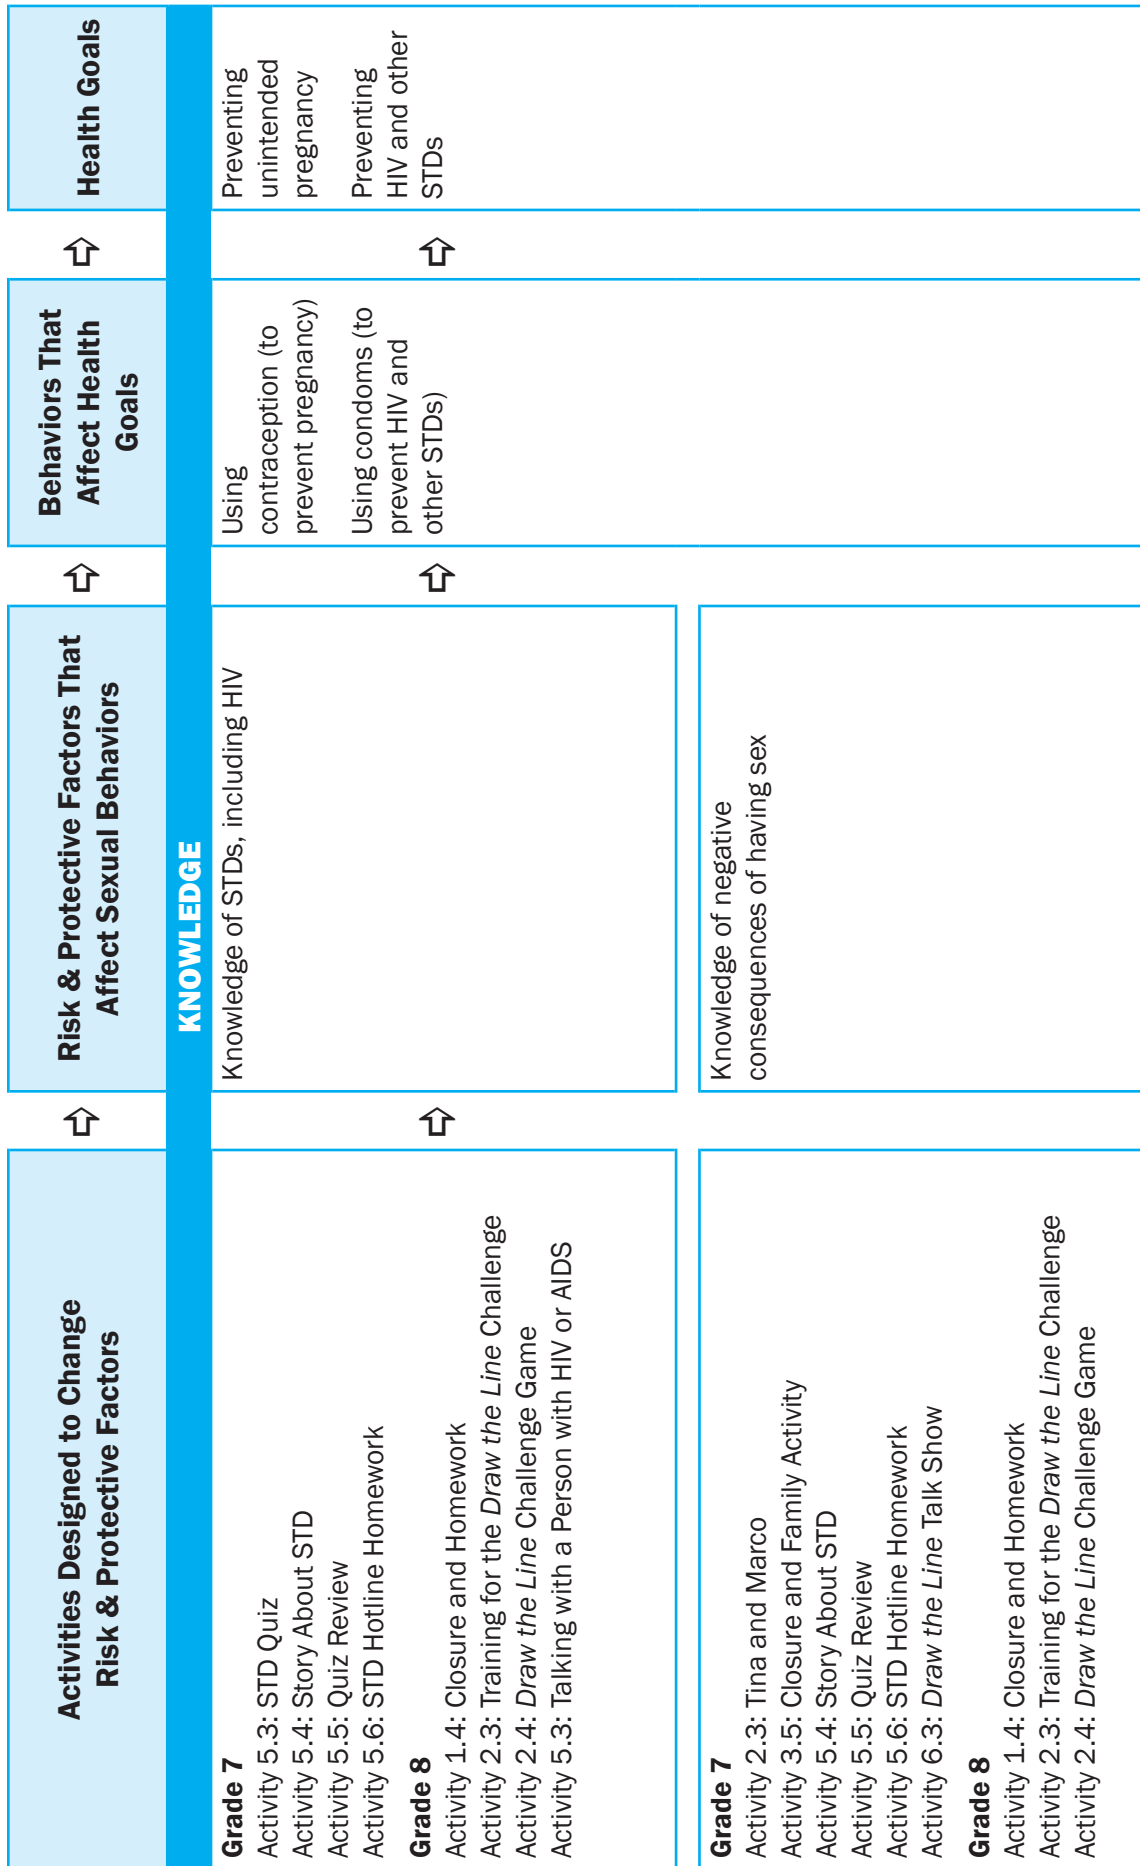 Activities Designed to Change
Risk & Protective Factors
Risk & Protective Factors That
Affect Sexual Behaviors
Behaviors That
Affect Health
Goals
Health Goals
KNOWLEDGE
Grade 7
Activity 5.3: STD Quiz
Activity 5.4: Story About STD
Activity 5.5: Quiz Review
Activity 5.6: STD Hotline Homework
Grade 8
Activity 1.4: Closure and Homework
Activity 2.3: Training for the Draw the Line Challenge
Activity 2.4: Draw the Line Challenge Game
Activity 5.3: Talking with a Person with HIV or AIDS
Knowledge of STDs, including HIV
Using
contraception (to
prevent pregnancy)
Using condoms (to
prevent HIV and
other STDs)
Preventing
unintended
pregnancy
Preventing
HIV and other
STDs
Grade 7
Activity 2.3: Tina and Marco
Activity 3.5: Closure and Family Activity
Activity 5.4: Story About STD
Activity 5.5: Quiz Review
Activity 5.6: STD Hotline Homework
Activity 6.3: Draw the Line Talk Show
Grade 8
Activity 1.4: Closure and Homework
Activity 2.3: Training for the Draw the Line Challenge
Activity 2.4: Draw the Line Challenge Game
Knowledge of negative
consequences of having sex